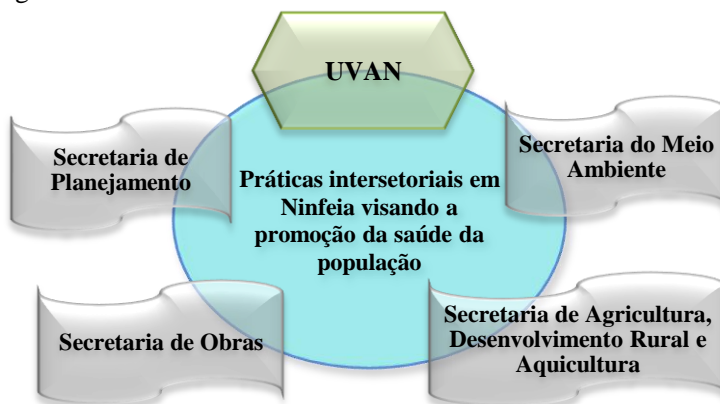 UVAN
Secretaria de
Planejamento
Secretaria do Meio
Ambiente
Práticas intersetoriais em
Ninfeia visando a
promoção da saúde da
população
Secretaria de Obras
Secretaria de Agricultura,
Desenvolvimento Rural e
Aquicultura